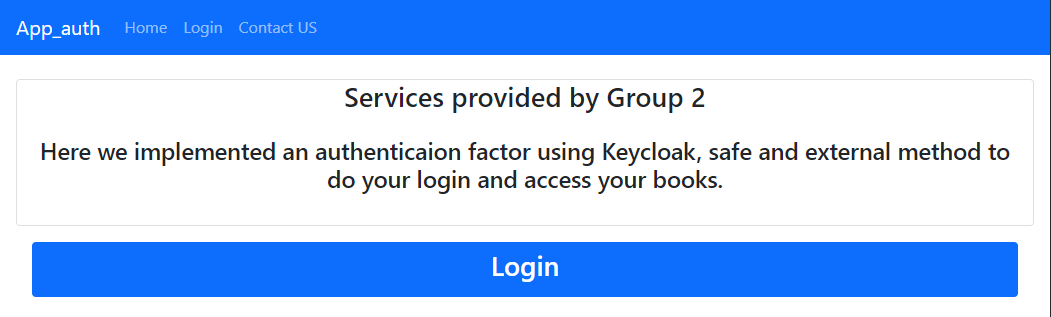 App_auth Home Login Contact US
Services provided by Group 2
Here we implemented an authenticaion factor using Keycloak, safe and external method to
do your login and access your books.
Login